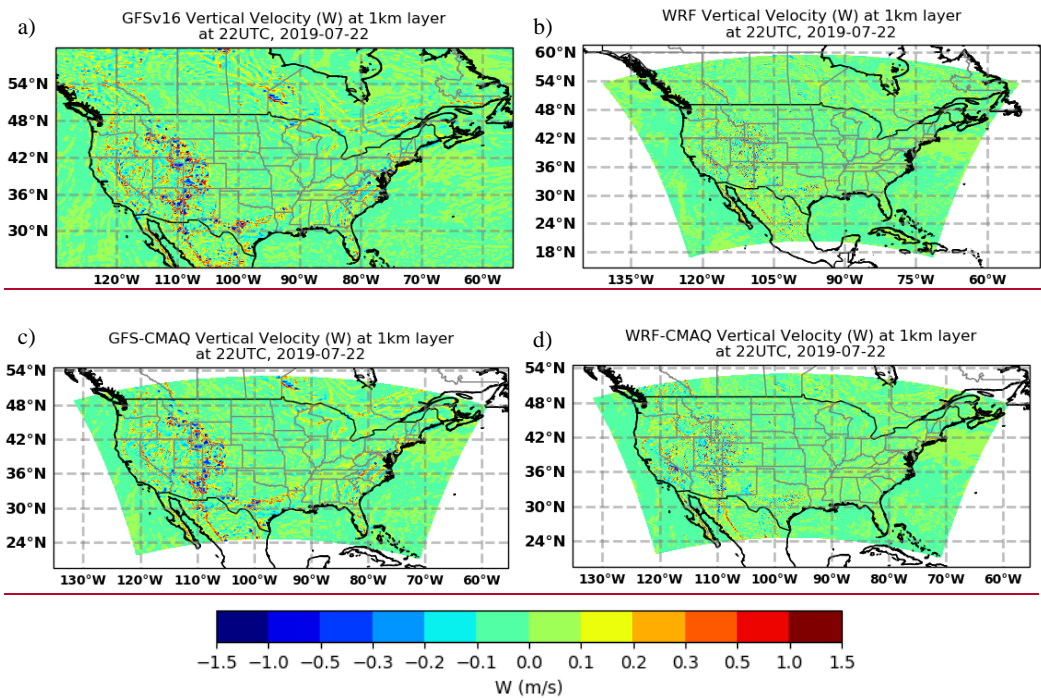 a)
GFSv16 Vertical Velocity (W) at 1km layer
at 22UTC, 2019-07-22
54°N
48°N
42°N
36°N
30°N
120°W 110°W 100°W 90°W 80°W 70°W 60°W
b)
WRF Vertical Velocity (W) at 1km layer
at 22UTC, 2019-07-22
60°N
54°N
48°N
42°N
36°N
30°N
24°N
18°N
135°W 120°W 105°W 90°W 75°W 60°W
c)
GFS-CMAQ Vertical Velocity (W) at 1km layer
at 22UTC, 2019-07-22
54°N
48°N
42°N
36°N
30°N
24°N
130°W 120°W 110°W 100°W 90°W 80°W 70°W 60°W
d)
WRF-CMAQ Vertical Velocity (W) at 1km layer
at 22UTC, 2019-07-22
54°N
48°N
42°N
36°N
30°N
24°N
130°W 120°W 110°W 100°W 90°W 80°W 70°W 60°W
−1.5 −1.0 −0.5 −0.3 −0.2 −0.1 0.0 0.1 0.2 0.3 0.5 1.0 1.5
W (m/s)